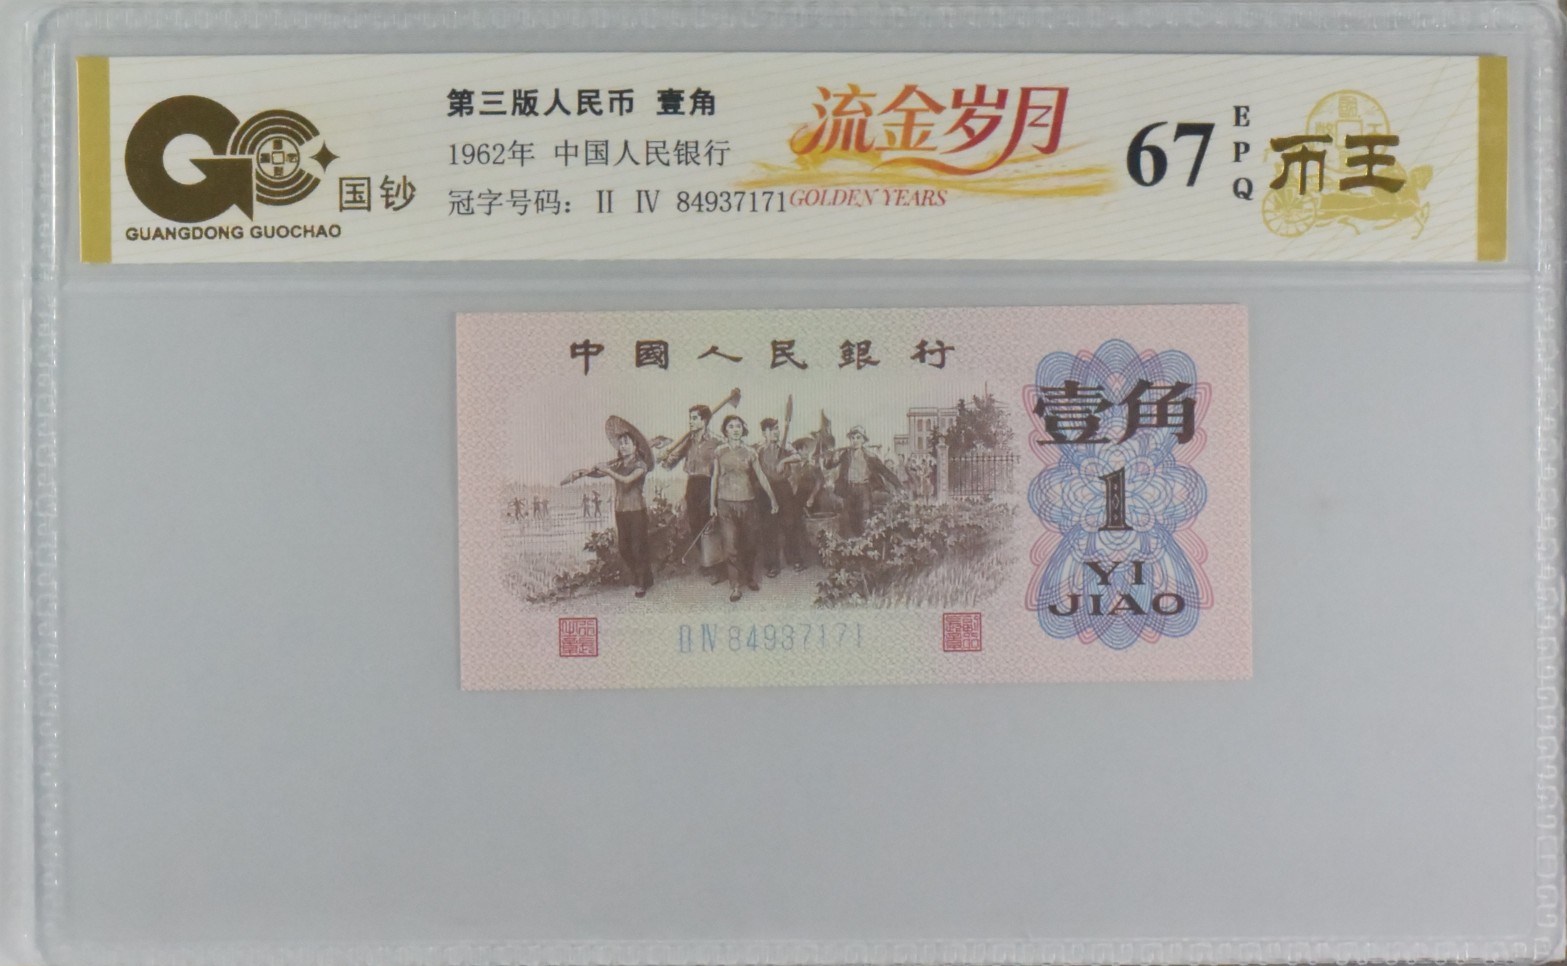 国钞
GUANGDONG GUOCHAO
第三版人民币 壹角
1962年 中国人民银行
冠字号码: Ⅱ Ⅳ 84937171
流金岁月
GOLDEN YEARS
67
EPQ
币王
中國人民銀行
壹角
1
YI
JIAO
ⅡⅣ 84937171